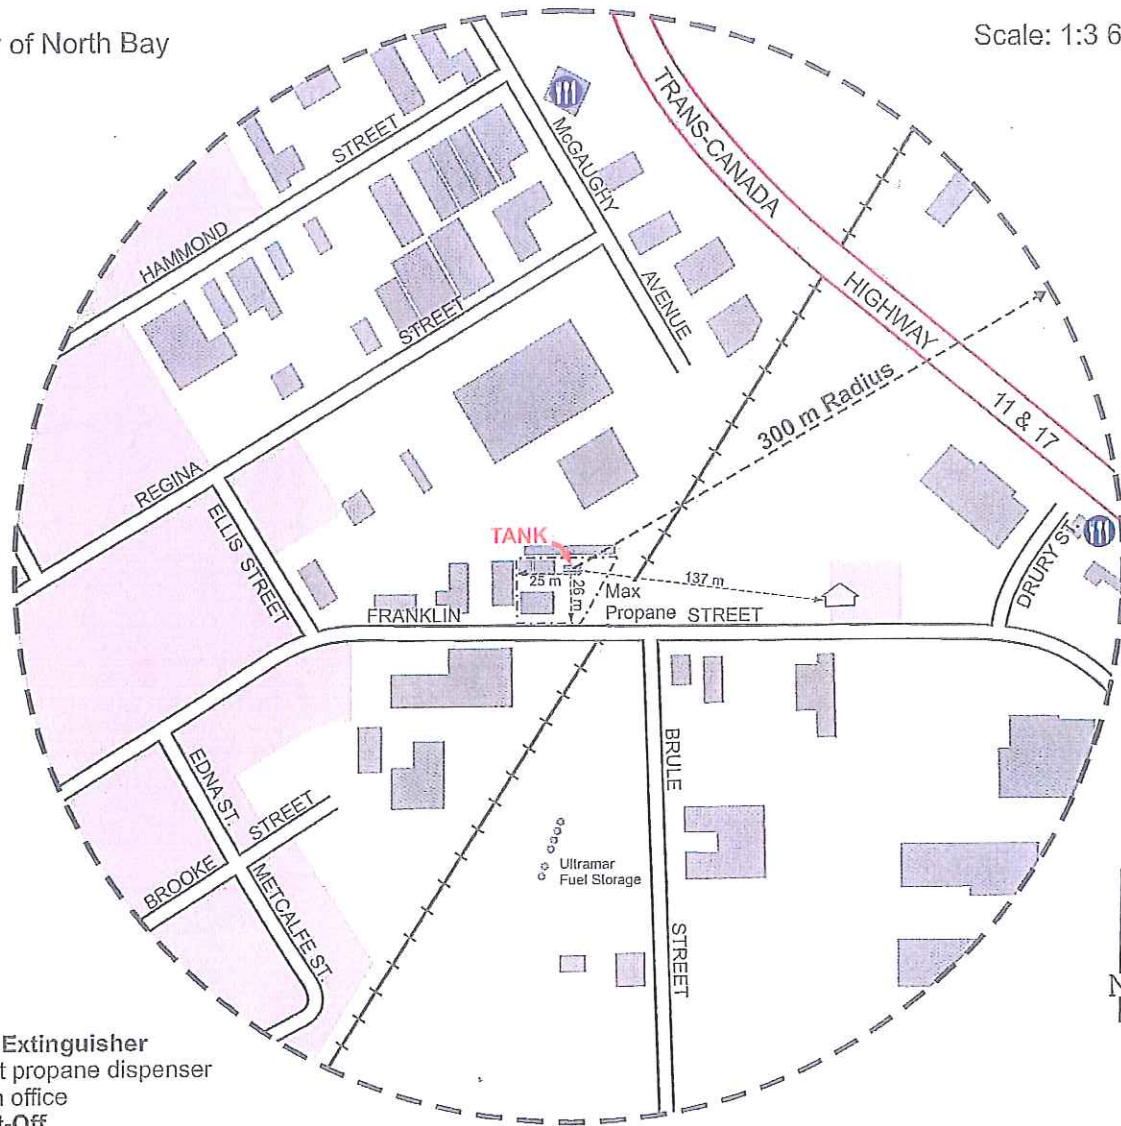 of North Bay
Scale: 1:3 6
STREET
HAMMOND
McGAUGHY
AVENUE
TRANS-CANADA
HIGHWAY
11 & 17
STREET
REGINA
300 m Radius
ELLIS STREET
TANK
25 m
26 m
137 m
Max
Propane
FRANKLIN
STREET
DRURY ST.
BRULE
STREET
EDNA ST.
STREET
BROOKE
METCALFE ST.
Ultramar
Fuel Storage
N
Extinguisher
t propane dispenser
office
t-Off